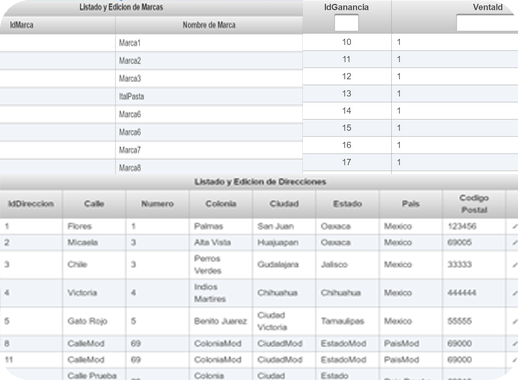 Listado y Edicion de Marcas
IdMarca Nombre de Marca
Marca1
Marca2
Marca3
ItalPasta
Marca6
Marca6
Marca7
Marca8
IdGanancia VentaId
10 1
11 1
12 1
13 1
14 1
15 1
16 1
17 1
Listado y Edicion de Direcciones
IdDireccion Calle Numero Colonia Ciudad Estado Pais Codigo Postal
1 Flores 1 Palmas San Juan Oaxaca Mexico 123456
2 Micaela 3 Alta Vista Huajuapan Oaxaca Mexico 69005
3 Chile 3 Perros Verdes Gudalajara Jalisco Mexico 33333
4 Victoria 4 Indios Martires Chihuahua Chihuahua Mexico 444444
5 Gato Rojo 5 Benito Juarez Ciudad Victoria Tamaulipas Mexico 55555
8 CalleMod 69 ColoniaMod CiudadMod EstadoMod PaisMod 69000
11 CalleMod 69 ColoniaMod CiudadMod EstadoMod PaisMod 69000
Calle Prueba Colonia Ciudad Estado